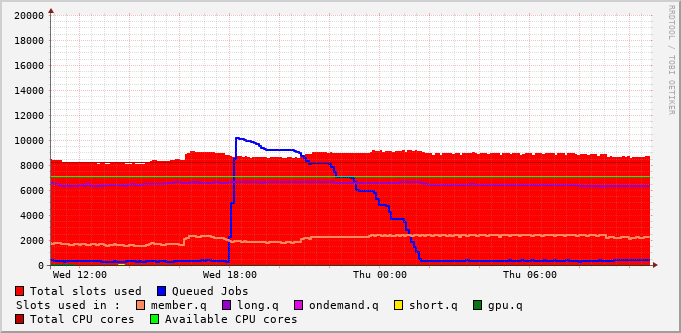 20000
18000
16000
14000
12000
10000
8000
6000
4000
2000
0
Wed 12:00 Wed 18:00 Thu 00:00 Thu 06:00
Total slots used Queued Jobs
Slots used in : member.q long.q ondemand.q short.q gpu.q
Total CPU cores Available CPU cores
RRDTOOL / TOBI OETIKER